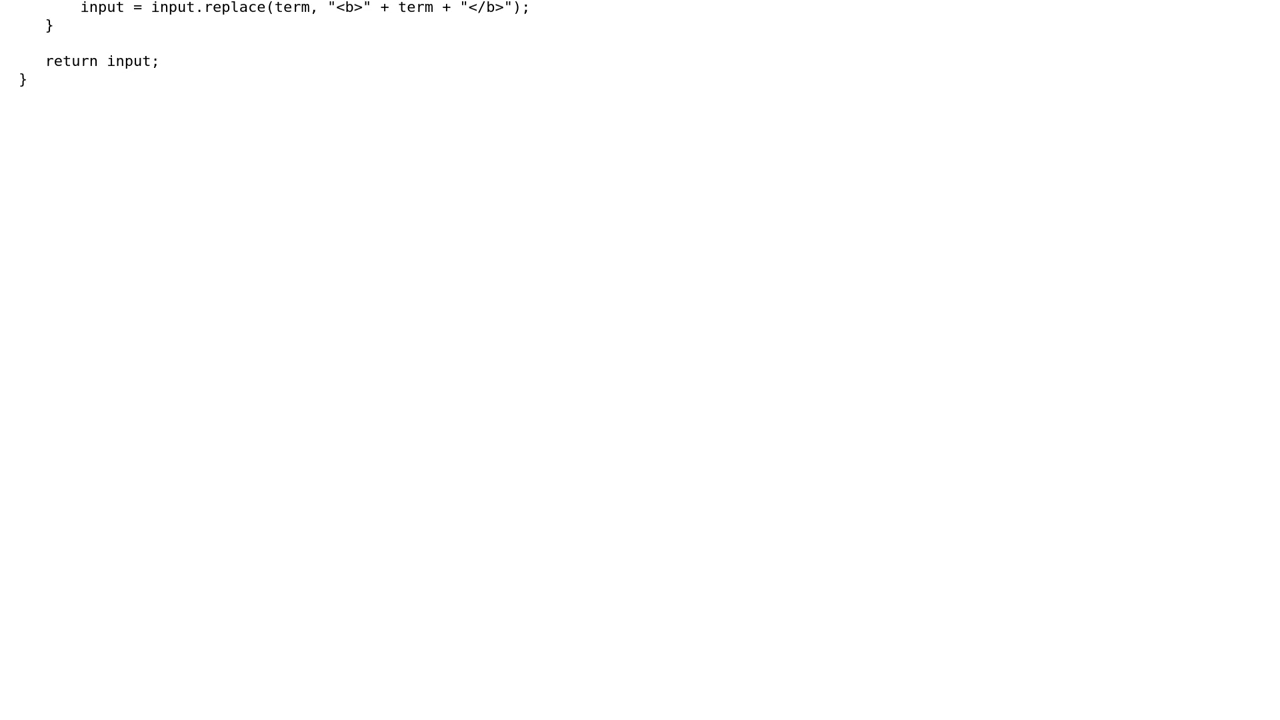 input = input.replace(term, "<b>" + term + "</b>");
}
return input;
}